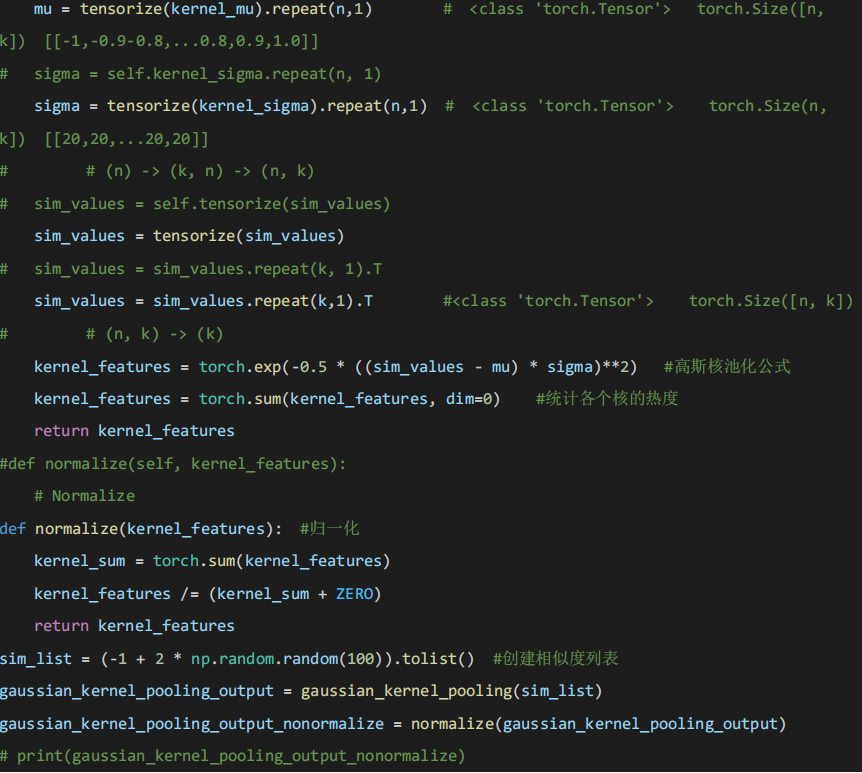 mu = tensorize(kernel_mu).repeat(n,1)        #  <class 'torch.Tensor'>   torch.Size([n,
k])  [[-1,-0.9-0.8,...0.8,0.9,1.0]]
#   sigma = self.kernel_sigma.repeat(n, 1)
sigma = tensorize(kernel_sigma).repeat(n,1)  #  <class 'torch.Tensor'>    torch.Size(n,
k])  [[20,20,...20,20]]
#         # (n) -> (k, n) -> (n, k)
#   sim_values = self.tensorize(sim_values)
sim_values = tensorize(sim_values)
#   sim_values = sim_values.repeat(k, 1).T
sim_values = sim_values.repeat(k,1).T        #<class 'torch.Tensor'>    torch.Size([n, k])
#         # (n, k) -> (k)
kernel_features = torch.exp(-0.5 * ((sim_values - mu) * sigma)**2)   #高斯核池化公式
kernel_features = torch.sum(kernel_features, dim=0)    #统计各个核的热度
return kernel_features
#def normalize(self, kernel_features):
# Normalize
def normalize(kernel_features):  #归一化
kernel_sum = torch.sum(kernel_features)
kernel_features /= (kernel_sum + ZERO)
return kernel_features
sim_list = (-1 + 2 * np.random.random(100)).tolist()  #创建相似度列表
gaussian_kernel_pooling_output = gaussian_kernel_pooling(sim_list)
gaussian_kernel_pooling_output_nonormalize = normalize(gaussian_kernel_pooling_output)
# print(gaussian_kernel_pooling_output_nonormalize)